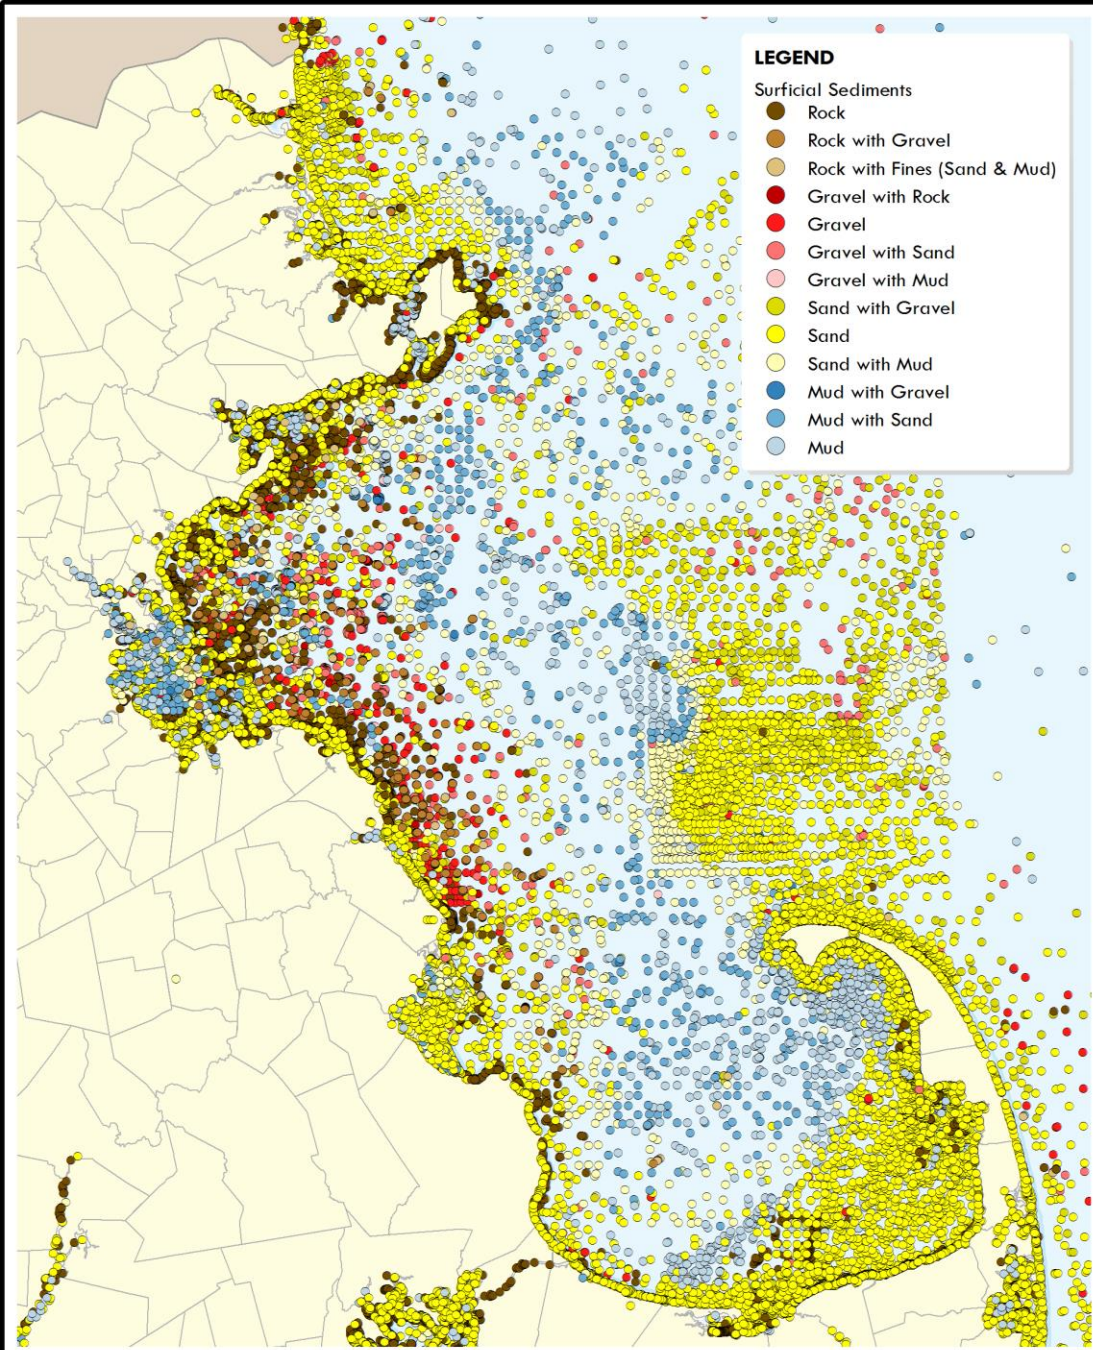 LEGEND
Surficial Sediments
Rock
Rock with Gravel
Rock with Fines (Sand & Mud)
Gravel with Rock
Gravel
Gravel with Sand
Gravel with Mud
Sand with Gravel
Sand
Sand with Mud
Mud with Gravel
Mud with Sand
Mud